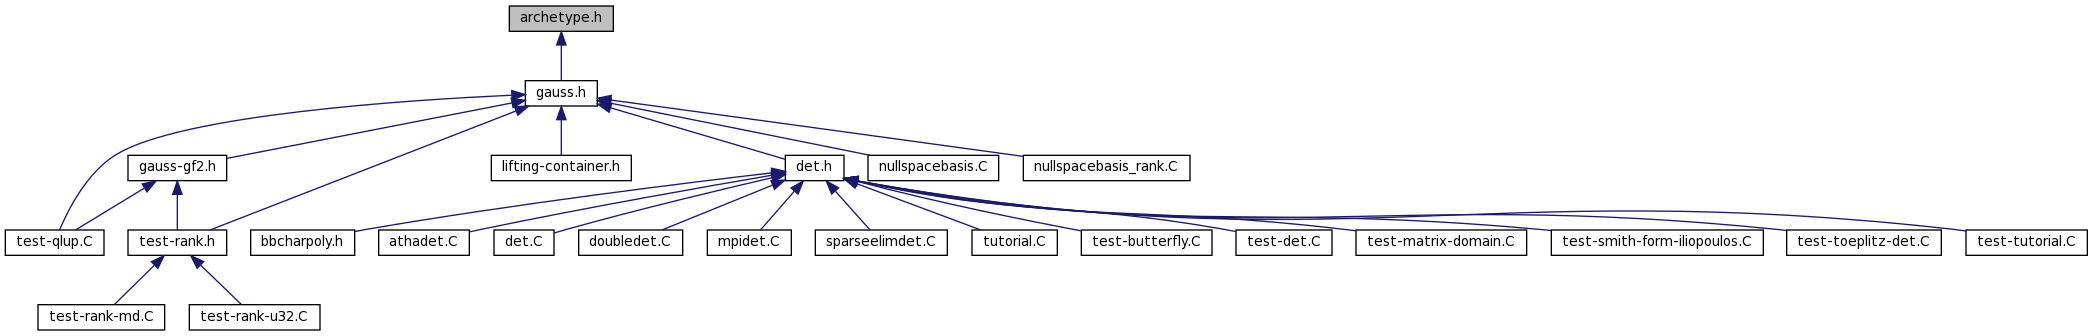 archetype.h
gauss.h
gauss-gf2.h
lifting-container.h
det.h
nullspacebasis.C
nullspacebasis_rank.C
test-qlup.C
test-rank.h
bbcharpoly.h
athadet.C
det.C
doubledet.C
mpidet.C
sparseelimdet.C
tutorial.C
test-butterfly.C
test-det.C
test-matrix-domain.C
test-smith-form-iliopoulos.C
test-toeplitz-det.C
test-tutorial.C
test-rank-md.C
test-rank-u32.C